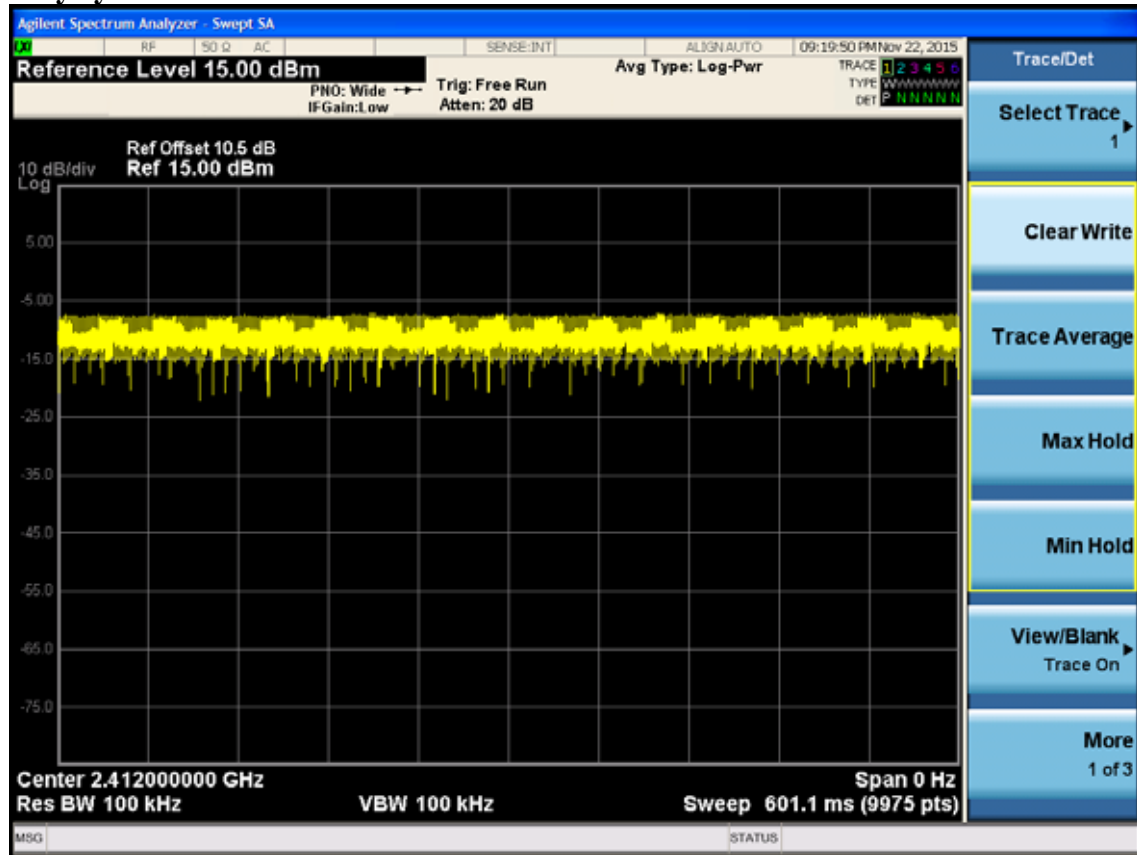 Agilent Spectrum Analyzer - Swept SA
LXI RF 50 Ω AC SENSE:INT ALIGN AUTO 09:19:50 PM Nov 22, 2015
Reference Level 15.00 dBm
PNO: Wide
IFGain:Low
Trig: Free Run
Atten: 20 dB
Avg Type: Log-Pwr
TRACE 1 2 3 4 5 6
TYPE WWWWWW
DET P N N N N N
Ref Offset 10.5 dB
10 dB/div Ref 15.00 dBm
Log
5.00
-5.00
-15.0
-25.0
-35.0
-45.0
-55.0
-65.0
-75.0
Center 2.412000000 GHz Span 0 Hz
Res BW 100 kHz VBW 100 kHz Sweep 601.1 ms (9975 pts)
MSG STATUS
Trace/Det
Select Trace
1
Clear Write
Trace Average
Max Hold
Min Hold
View/Blank
Trace On
More
1 of 3